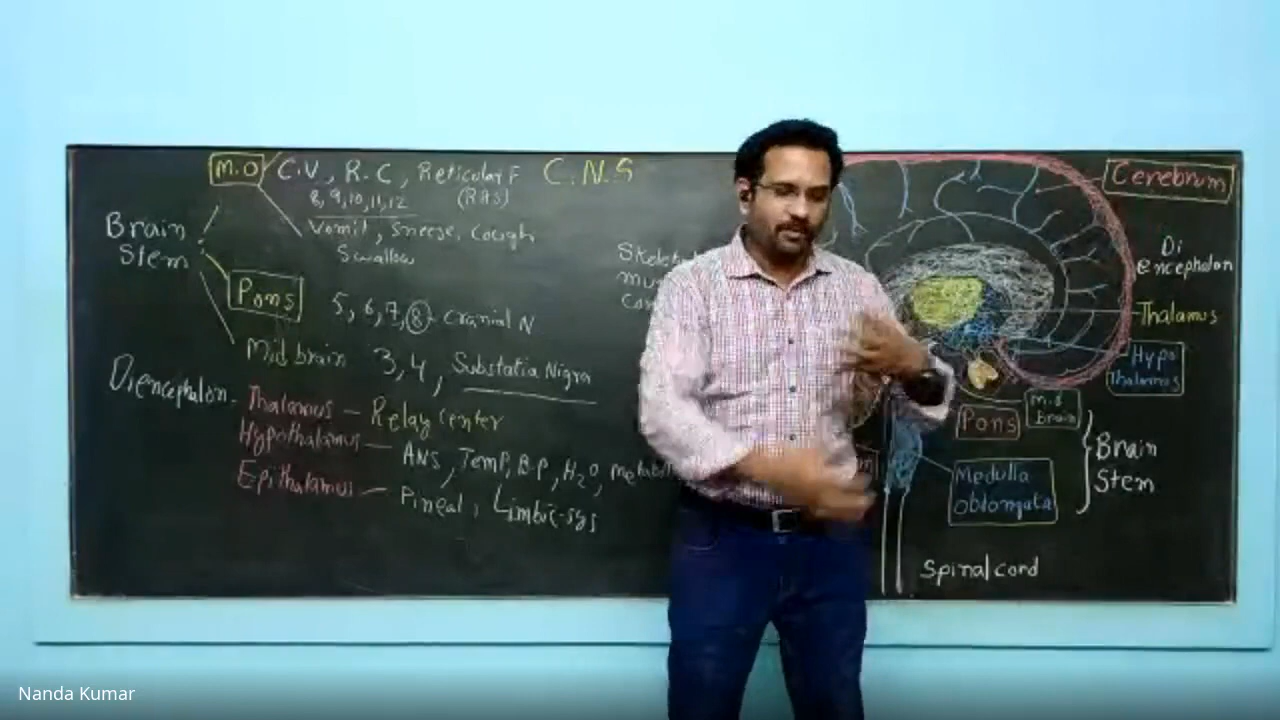 M.O C.V, R.C, Reticular F C.N.S
8, 9, 10, 11, 12 (RAS)
Vomit, Sneeze, Cough
Swallow
Brain
Stem
Pons 5, 6, 7, 8 - Cranial N
Mid brain 3, 4, Substatia Nigra
Diencephalon - Thalamus - Relay Center
Hypothalamus - ANS, Temp, B.P, H2O,
Epithalamus - Pineal, Limbic-sys
Cerebrum
Di
encephalon
Thalamus
Hypo
Thalamus
Mid
brain
Pons
Brain
Stem
Medulla
oblongata
Spinal cord
Nanda Kumar